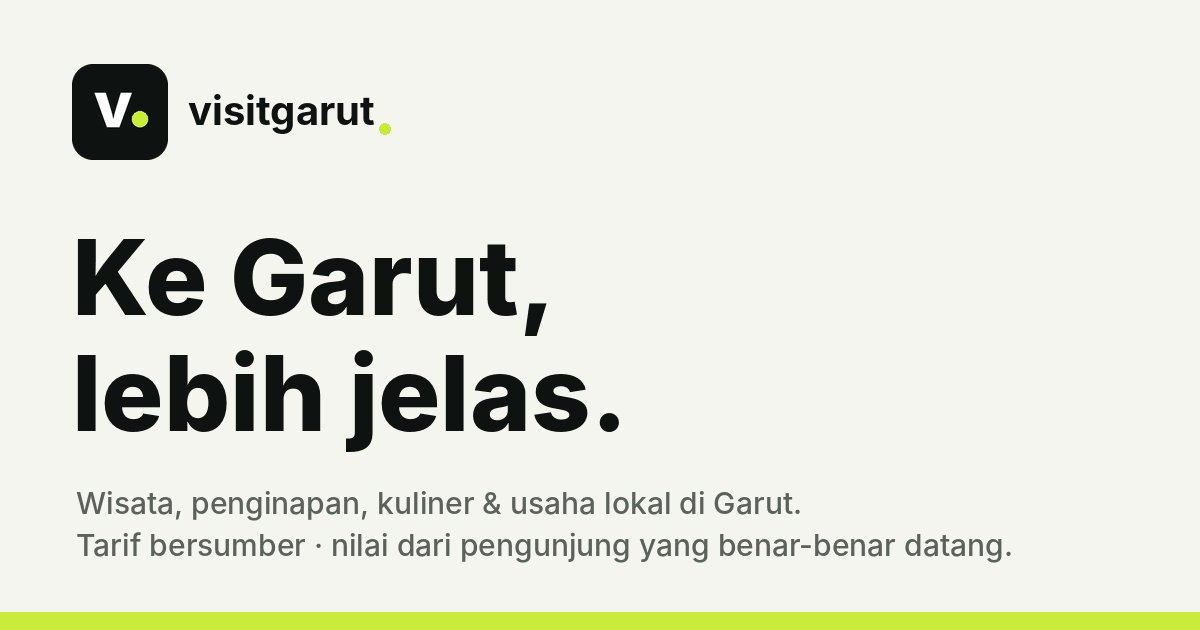 v.
visitgarut.
Ke Garut,
lebih jelas.
Wisata, penginapan, kuliner & usaha lokal di Garut.
Tarif bersumber · nilai dari pengunjung yang benar-benar datang.